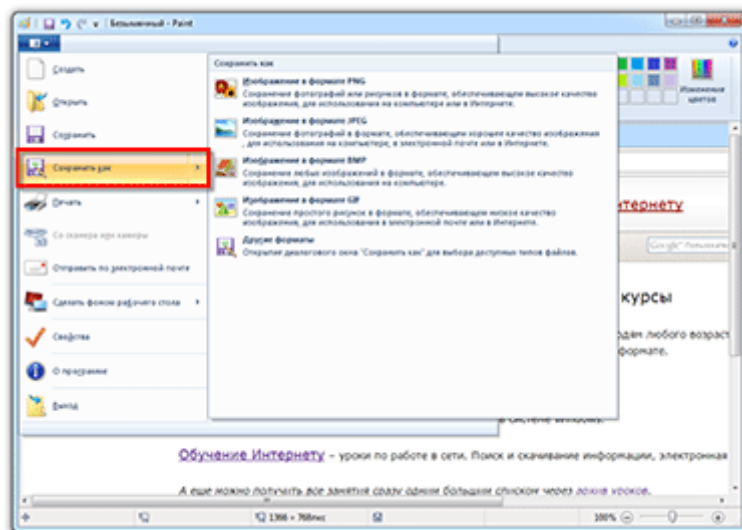 Безымянный - Paint
Создать
Открыть
Сохранить
Сохранить как
Печать
Со сканера или камеры
Отправить по электронной почте
Сделать фоном рабочего стола
Свойства
О программе
Выход
Сохранить как
Изображение в формате PNG
Сохранение фотографий или рисунков в формате, обеспечивающем высокое качество
изображения, для использования на компьютере или в Интернете.
Изображение в формате JPEG
Сохранение фотографий в формате, обеспечивающем хорошее качество изображения
, для использования на компьютере, в электронной почте или в Интернете.
Изображение в формате BMP
Сохранение любых изображений в формате, обеспечивающем высокое качество
изображения, для использования на компьютере.
Изображение в формате GIF
Сохранение простого рисунка в формате, обеспечивающем низкое качество
изображения, для использования в электронной почте или в Интернете.
Другие форматы
Открытие диалогового окна "Сохранить как" для выбора доступных типов файлов.
Изменение
цветов
нтернету
Google
курсы
дям любого возраст
формате.
в системе Windows.
Обучение Интернету – уроки по работе в сети. Поиск и скачивание информации, электронная
А еще можно получить все занятия сразу одним большим списком через архив уроков.
1366 × 768пкс
100%